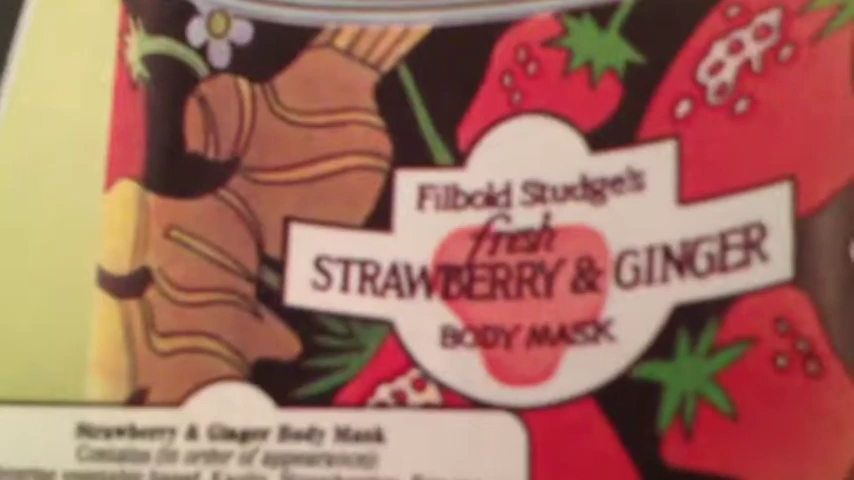 Filbold Studge's
fresh
STRAWBERRY & GINGER
BODY MASK
Strawberry & Ginger Body Mask
Contains (in order of appearance):